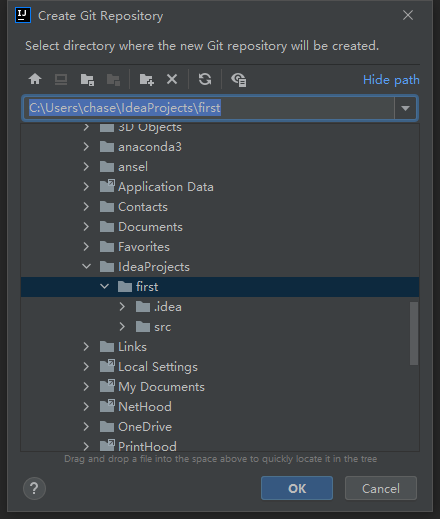 Create Git Repository
Select directory where the new Git repository will be created.
Hide path
C:\Users\chase\IdeaProjects\first
3D Objects
anaconda3
ansel
Application Data
Contacts
Documents
Favorites
IdeaProjects
first
.idea
src
Links
Local Settings
My Documents
NetHood
OneDrive
PrintHood
Drag and drop a file into the space above to quickly locate it in the tree
?
OK
Cancel